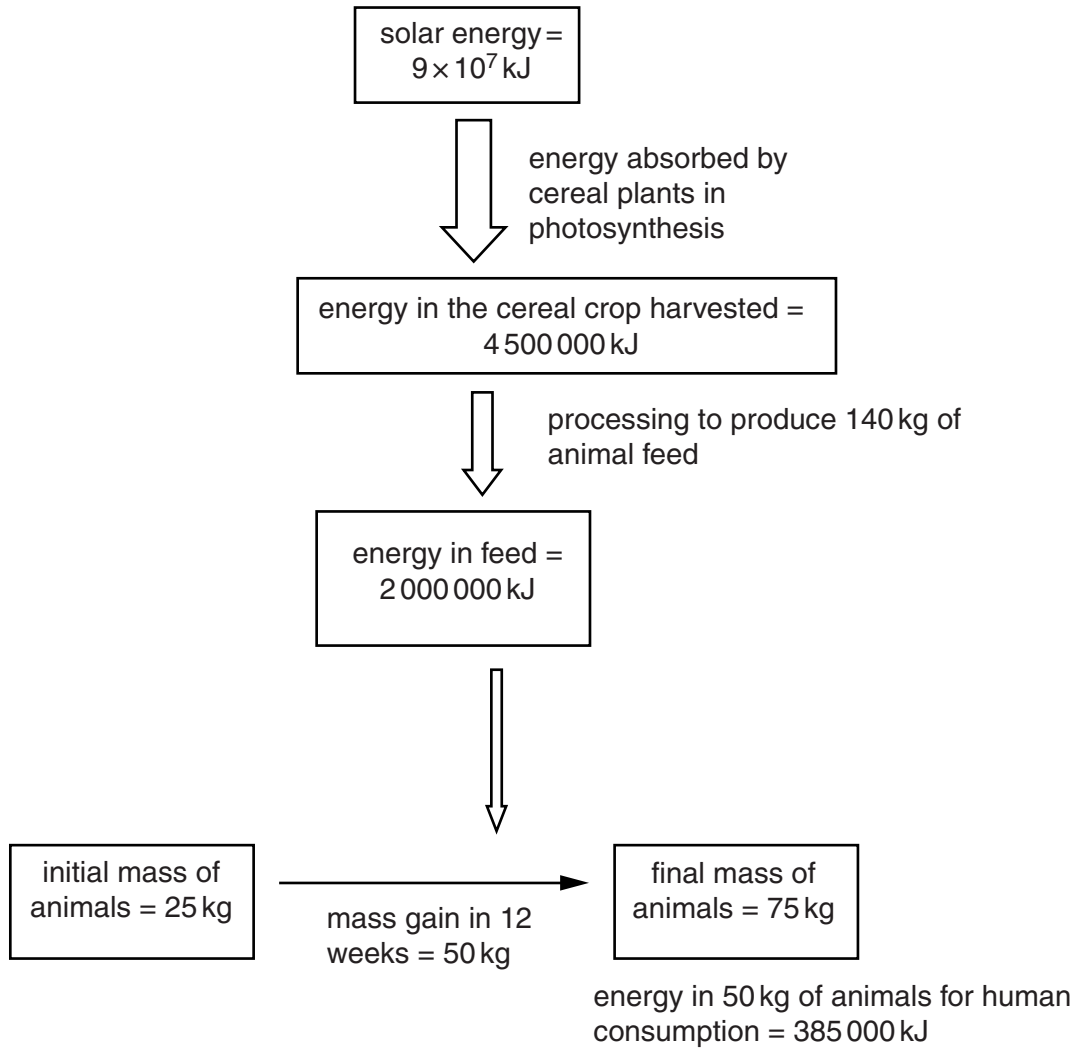 solar energy =
9 × 10⁷ kJ
energy absorbed by
cereal plants in
photosynthesis
energy in the cereal crop harvested =
4 500 000 kJ
processing to produce 140 kg of
animal feed
energy in feed =
2 000 000 kJ
initial mass of
animals = 25 kg
mass gain in 12
weeks = 50 kg
final mass of
animals = 75 kg
energy in 50 kg of animals for human
consumption = 385 000 kJ